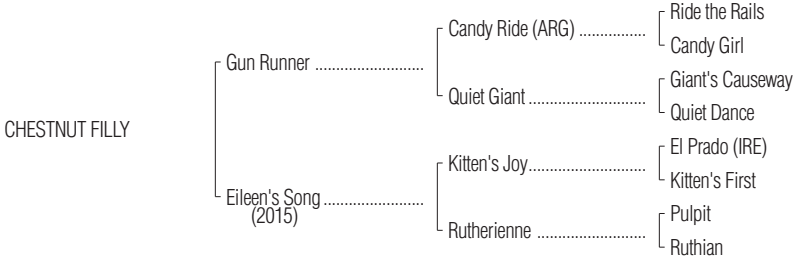 Ride the Rails
Candy Ride (ARG) ................
Candy Girl
Gun Runner ..........................
Giant's Causeway
Quiet Giant ............................
Quiet Dance
CHESTNUT FILLY
El Prado (IRE)
Kitten's Joy............................
Kitten's First
Eileen's Song ........................
(2015)
Pulpit
Rutherienne ..........................
Ruthian